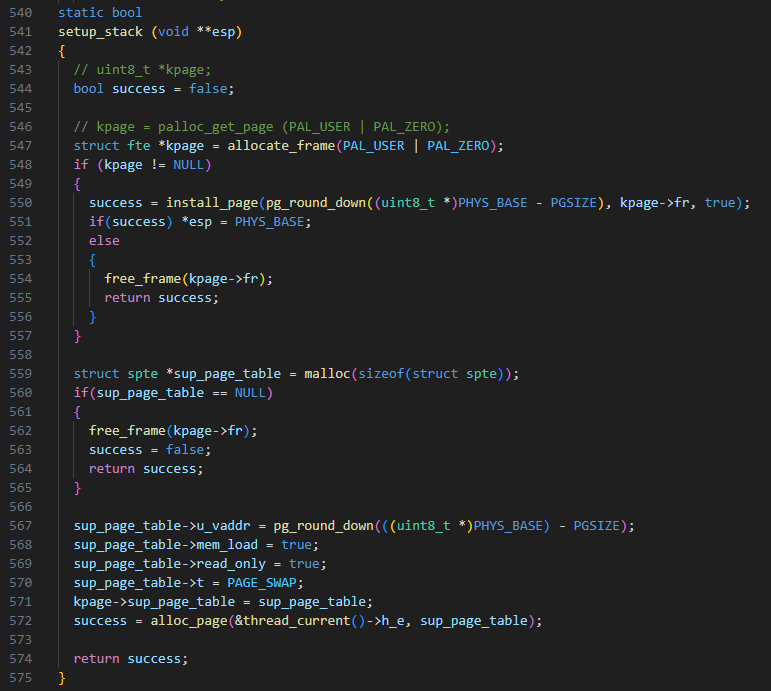 540 static bool
541 setup_stack (void **esp)
542 {
543 // uint8_t *kpage;
544 bool success = false;
545
546 // kpage = palloc_get_page (PAL_USER | PAL_ZERO);
547 struct fte *kpage = allocate_frame(PAL_USER | PAL_ZERO);
548 if (kpage != NULL)
549 {
550 success = install_page(pg_round_down((uint8_t *)PHYS_BASE - PGSIZE), kpage->fr, true);
551 if(success) *esp = PHYS_BASE;
552 else
553 {
554 free_frame(kpage->fr);
555 return success;
556 }
557 }
558
559 struct spte *sup_page_table = malloc(sizeof(struct spte));
560 if(sup_page_table == NULL)
561 {
562 free_frame(kpage->fr);
563 success = false;
564 return success;
565 }
566
567 sup_page_table->u_vaddr = pg_round_down(((uint8_t *)PHYS_BASE) - PGSIZE);
568 sup_page_table->mem_load = true;
569 sup_page_table->read_only = true;
570 sup_page_table->t = PAGE_SWAP;
571 kpage->sup_page_table = sup_page_table;
572 success = alloc_page(&thread_current()->h_e, sup_page_table);
573
574 return success;
575 }